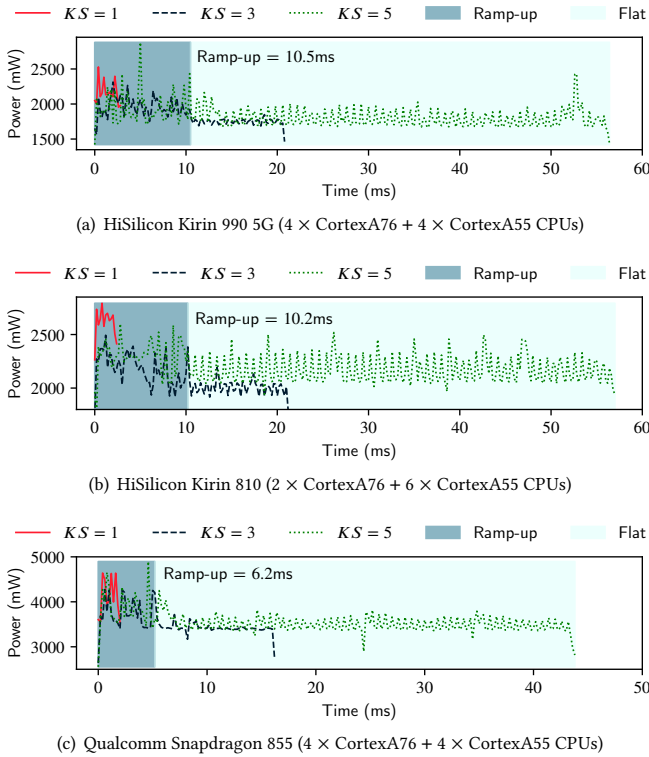 KS = 1 KS = 3 KS = 5 Ramp-up Flat
Ramp-up = 10.5ms
2500
2000
1500
Power (mW)
0 10 20 30 40 50 60
Time (ms)
(a) HiSilicon Kirin 990 5G (4 × CortexA76 + 4 × CortexA55 CPUs)
KS = 1 KS = 3 KS = 5 Ramp-up Flat
Ramp-up = 10.2ms
2500
2000
Power (mW)
0 10 20 30 40 50 60
Time (ms)
(b) HiSilicon Kirin 810 (2 × CortexA76 + 6 × CortexA55 CPUs)
KS = 1 KS = 3 KS = 5 Ramp-up Flat
5000
Ramp-up = 6.2ms
4000
3000
Power (mW)
0 10 20 30 40 50
Time (ms)
(c) Qualcomm Snapdragon 855 (4 × CortexA76 + 4 × CortexA55 CPUs)